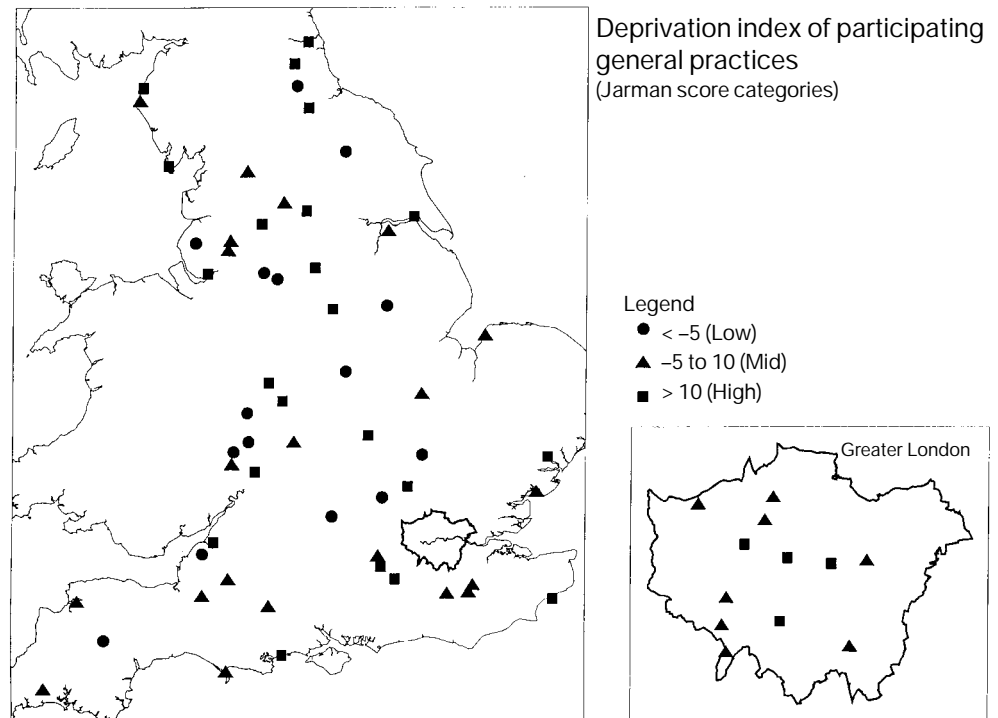 Deprivation index of participating
general practices
(Jarman score categories)
Legend
< –5 (Low)
–5 to 10 (Mid)
> 10 (High)
Greater London